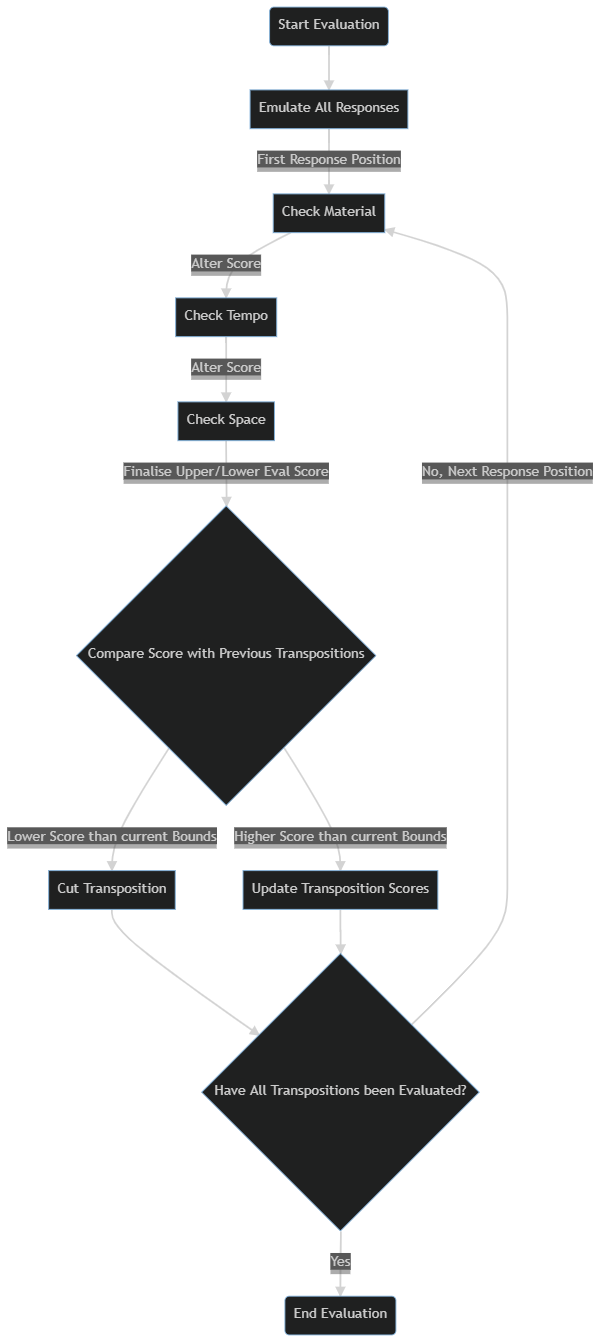 Start Evaluation
Emulate All Responses
First Response Position
Check Material
Alter Score
Check Tempo
Alter Score
Check Space
Finalise Upper/Lower Eval Score
No, Next Response Position
Compare Score with Previous Transpositions
Lower Score than current Bounds
Higher Score than current Bounds
Cut Transposition
Update Transposition Scores
Have All Transpositions been Evaluated?
Yes
End Evaluation